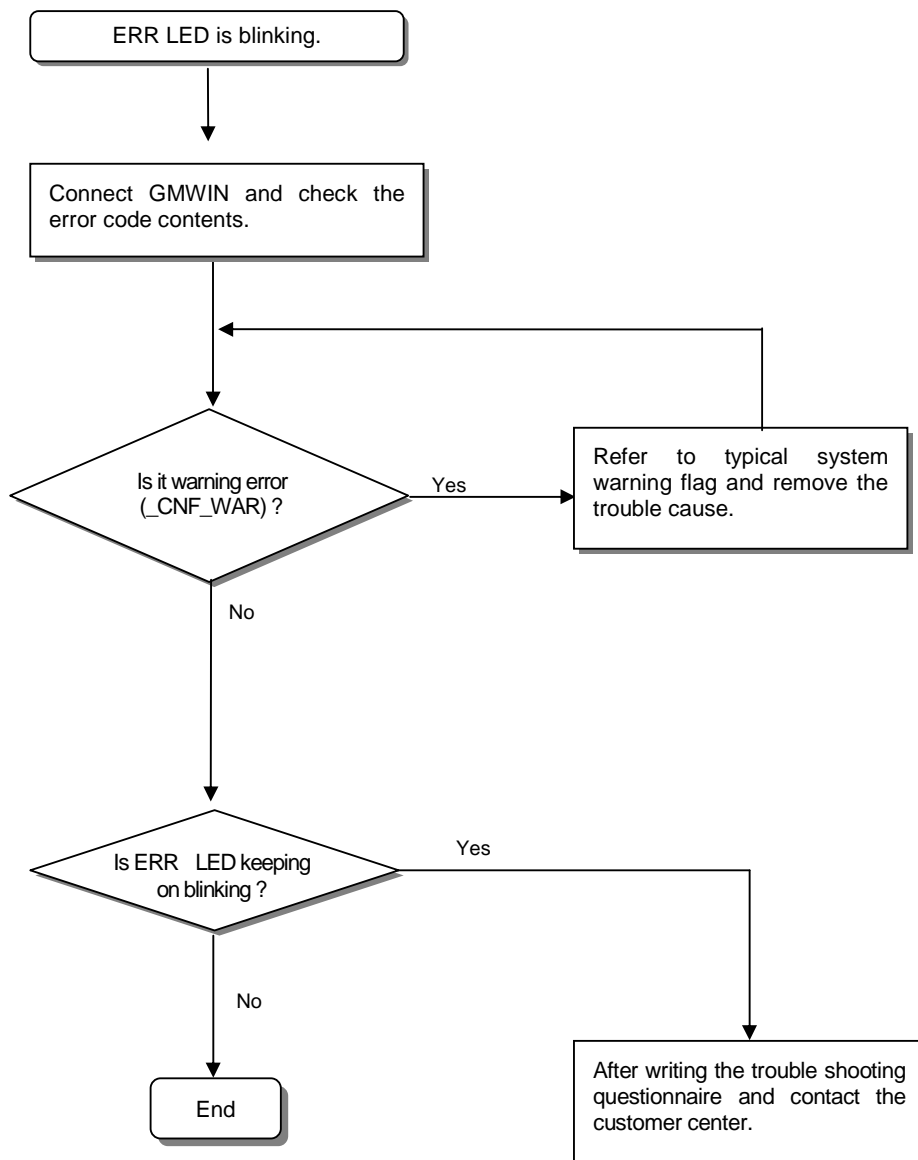 ERR LED is blinking.
Connect GMWIN and check the
error code contents.
Is it warning error
(_CNF_WAR) ?
Yes
Refer to typical system
warning flag and remove the
trouble cause.
No
Is ERR LED keeping
on blinking ?
Yes
No
End
After writing the trouble shooting
questionnaire and contact the
customer center.